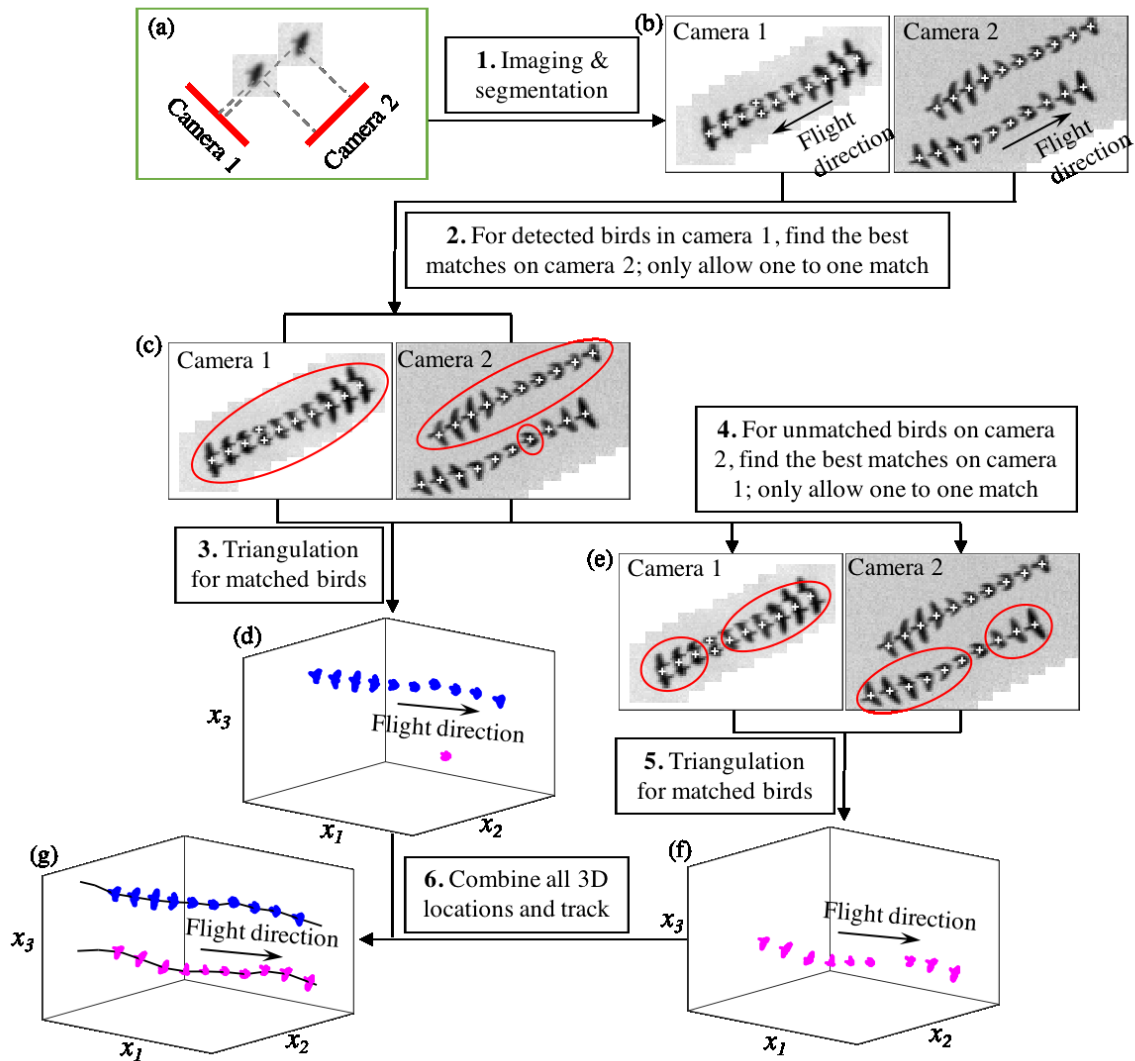 (a)
Camera 1
Camera 2
1. Imaging &
segmentation
(b)
Camera 1
Flight
direction
Camera 2
Flight
direction
2. For detected birds in camera 1, find the best
matches on camera 2; only allow one to one match
(c)
Camera 1
Camera 2
4. For unmatched birds on camera
2, find the best matches on camera
1; only allow one to one match
3. Triangulation
for matched birds
(e)
Camera 1
Camera 2
(d)
Flight direction
x3
x1
x2
5. Triangulation
for matched birds
(g)
Flight direction
x3
x1
x2
6. Combine all 3D
locations and track
(f)
x3
Flight direction
x1
x2